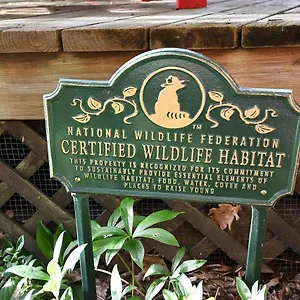 TM
NATIONAL WILDLIFE FEDERATION
CERTIFIED WILDLIFE HABITAT
THIS PROPERTY IS RECOGNIZED FOR ITS COMMITMENT
TO SUSTAINABLY PROVIDE ESSENTIAL ELEMENTS OF
WILDLIFE HABITAT: FOOD, WATER, COVER AND
PLACES TO RAISE YOUNG